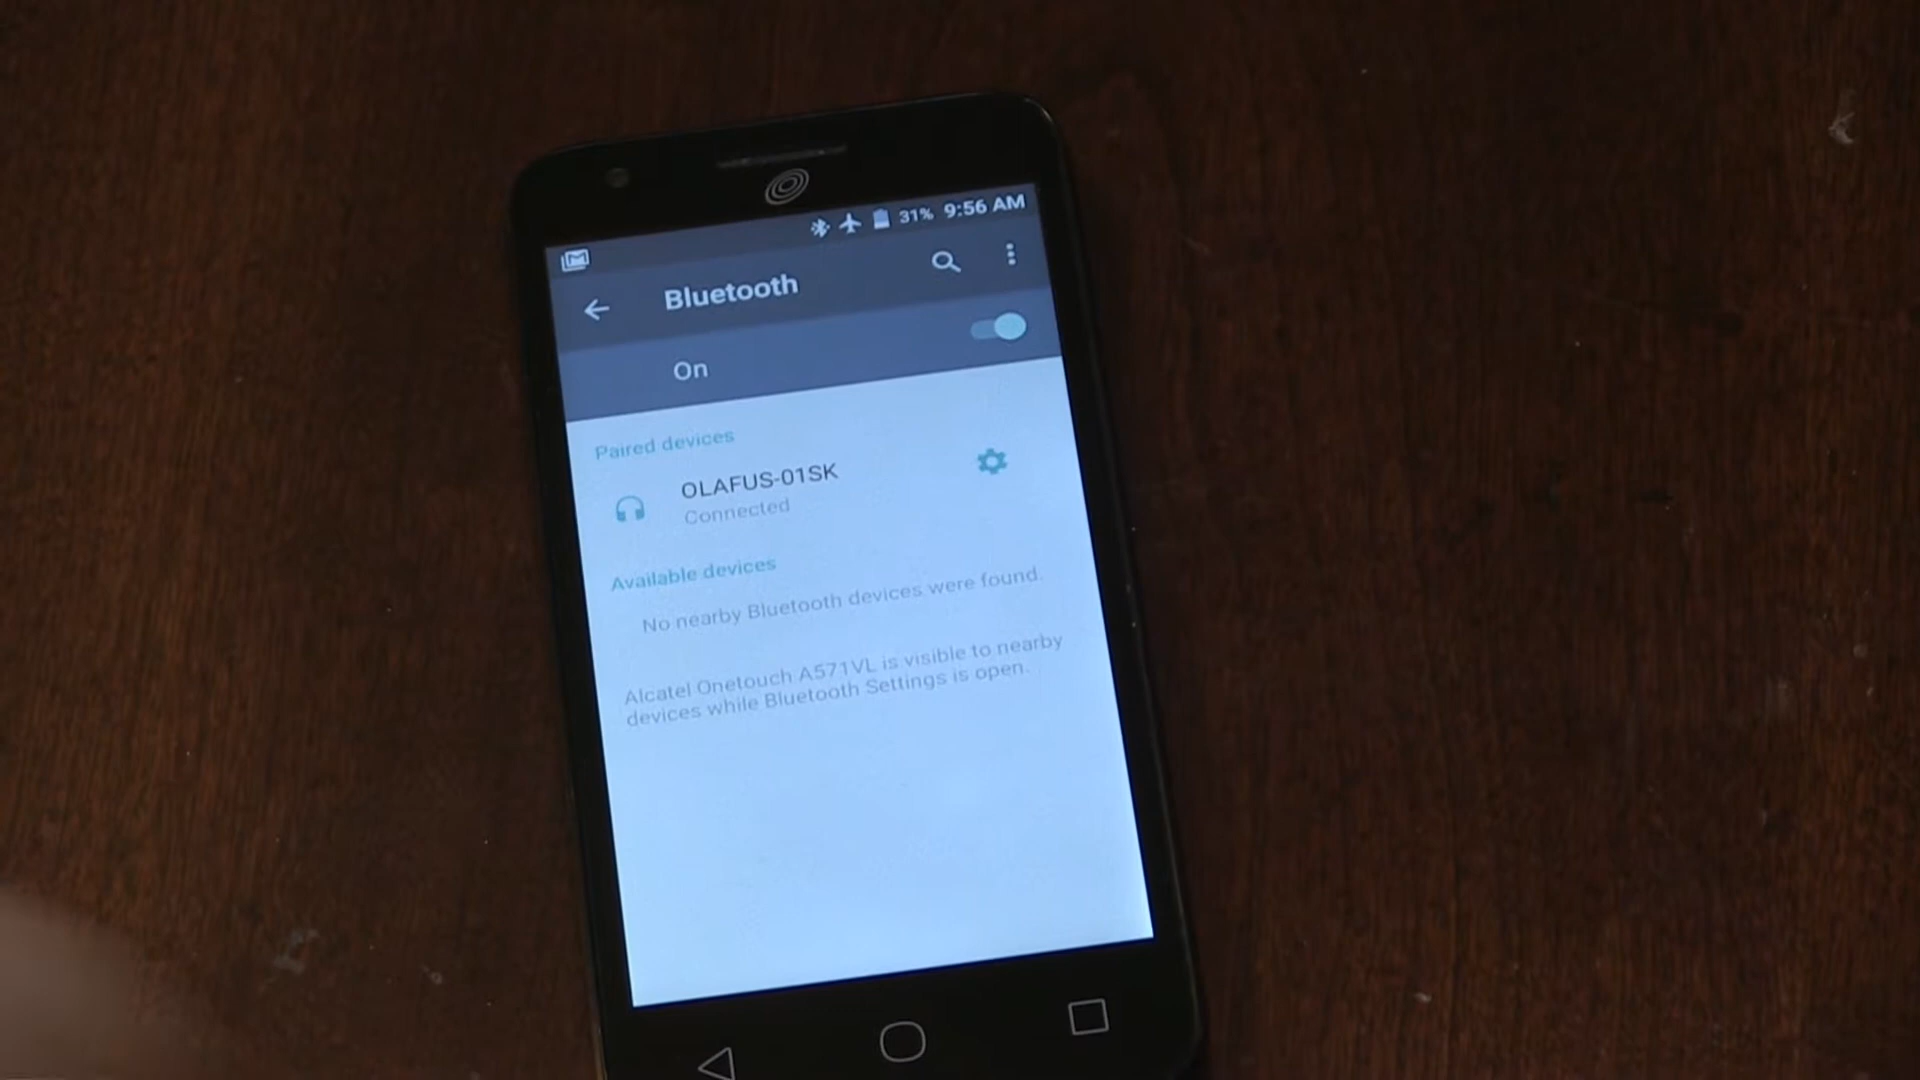 31% 9:56 AM
Bluetooth
On
Paired devices
OLAFUS-01SK
Connected
Available devices
No nearby Bluetooth devices were found.
Alcatel Onetouch A571VL is visible to nearby
devices while Bluetooth Settings is open.